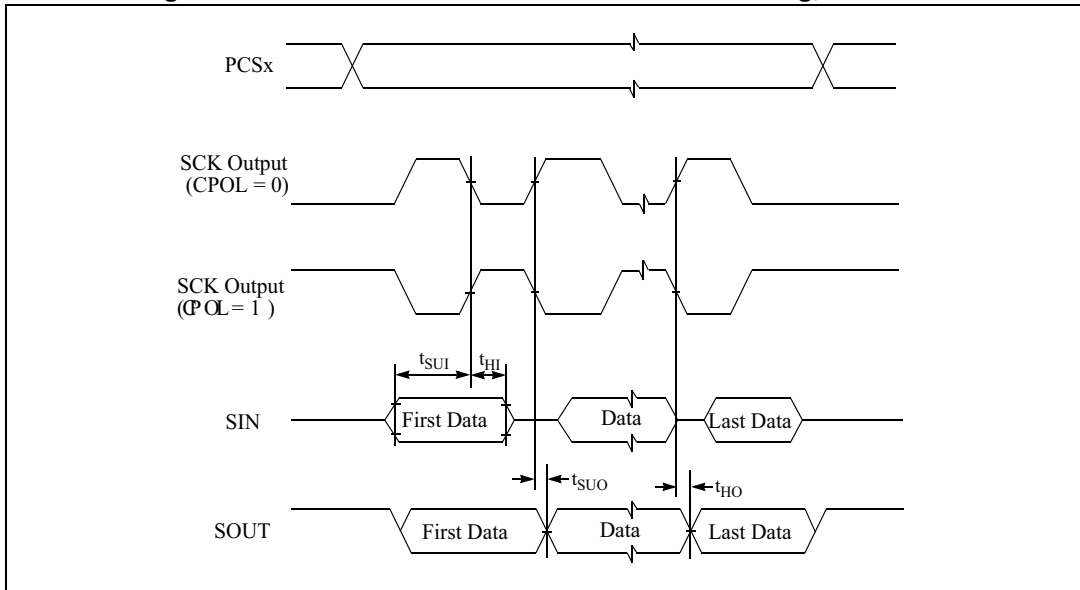 PCSx
SCK Output
(CPOL = 0)
SCK Output
(CPOL = 1 )
tSUI
tHI
SIN
First Data
Data
Last Data
tSUO
tHO
SOUT
First Data
Data
Last Data